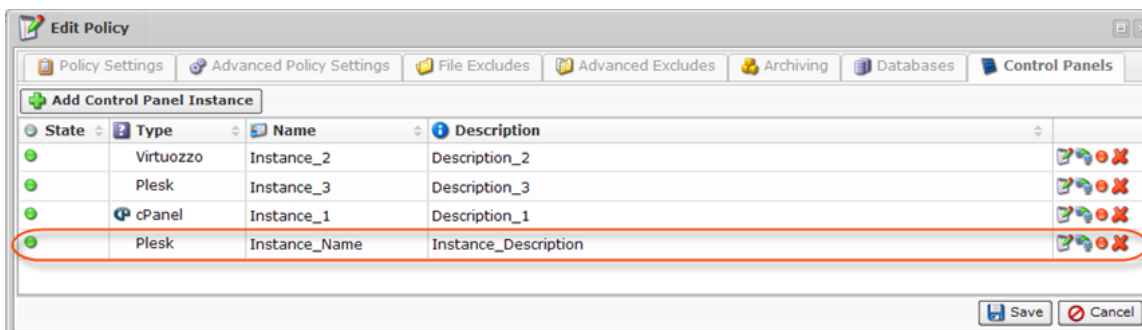 Edit Policy
Policy Settings Advanced Policy Settings File Excludes Advanced Excludes Archiving Databases Control Panels
Add Control Panel Instance
State Type Name Description
Virtuozzo Instance_2 Description_2
Plesk Instance_3 Description_3
cPanel Instance_1 Description_1
Plesk Instance_Name Instance_Description
Save Cancel